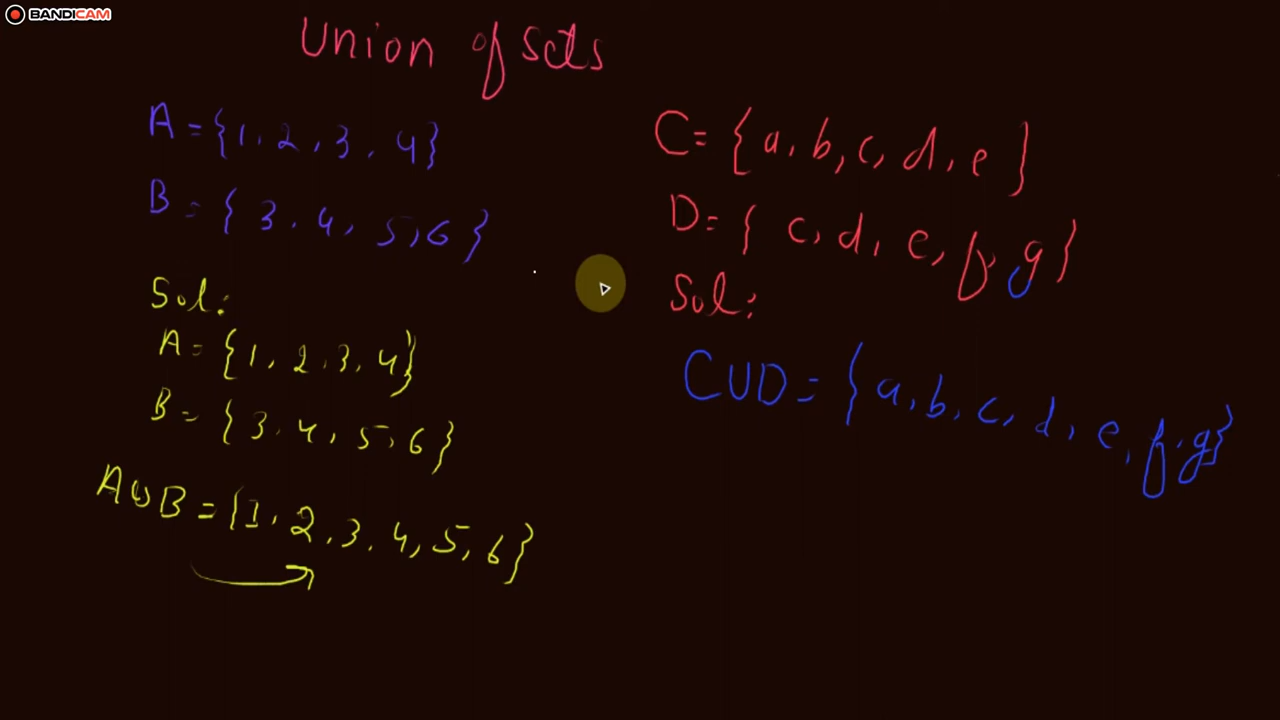 BANDICAM
Union of sets
A = {1, 2, 3, 4}
B = {3, 4, 5, 6}
Sol:
A = {1, 2, 3, 4}
B = {3, 4, 5, 6}
A∪B = {1, 2, 3, 4, 5, 6}
C = {a, b, c, d, e}
D = {c, d, e, f, g}
Sol:
C∪D = {a, b, c, d, e, f, g}